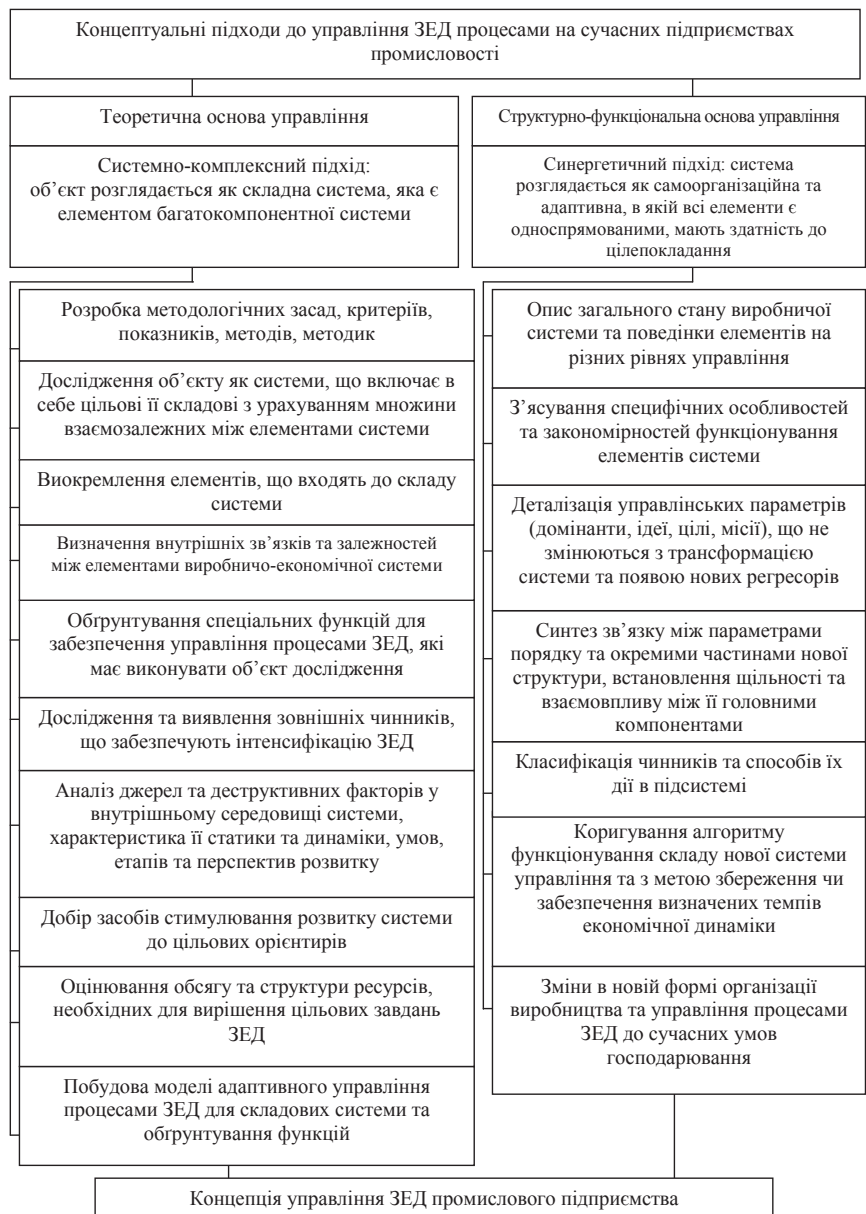 Концептуальні підходи до управління ЗЕД процесами на сучасних підприємствах
промисловості
Теоретична основа управління
Системно-комплексний підхід:
об’єкт розглядається як складна система, яка є
елементом багатокомпонентної системи
Розробка методологічних засад, критеріїв,
показників, методів, методик
Дослідження об’єкту як системи, що включає в
себе цільові її складові з урахуванням множини
взаємозалежних між елементами системи
Виокремлення елементів, що входять до складу
системи
Визначення внутрішніх зв’язків та залежностей
між елементами виробничо-економічної системи
Обґрунтування спеціальних функцій для
забезпечення управління процесами ЗЕД, які
має виконувати об’єкт дослідження
Дослідження та виявлення зовнішніх чинників,
що забезпечують інтенсифікацію ЗЕД
Аналіз джерел та деструктивних факторів у
внутрішньому середовищі системи,
характеристика її статики та динаміки, умов,
етапів та перспектив розвитку
Добір засобів стимулювання розвитку системи
до цільових орієнтирів
Оцінювання обсягу та структури ресурсів,
необхідних для вирішення цільових завдань
ЗЕД
Побудова моделі адаптивного управління
процесами ЗЕД для складових системи та
обґрунтування функцій
Структурно-функціональна основа управління
Синергетичний підхід: система
розглядається як самоорганізаційна та
адаптивна, в якій всі елементи є
односпрямованими, мають здатність до
цілепокладання
Опис загального стану виробничої
системи та поведінки елементів на
різних рівнях управління
З’ясування специфічних особливостей
та закономірностей функціонування
елементів системи
Деталізація управлінських параметрів
(домінанти, ідеї, цілі, місії), що не
змінюються з трансформацією
системи та появою нових регресорів
Синтез зв’язку між параметрами
порядку та окремими частинами нової
структури, встановлення щільності та
взаємовпливу між її головними
компонентами
Класифікація чинників та способів їх
дії в підсистемі
Коригування алгоритму
функціонування складу нової системи
управління та з метою збереження чи
забезпечення визначених темпів
економічної динаміки
Зміни в новій формі організації
виробництва та управління процесами
ЗЕД до сучасних умов
господарювання
Концепція управління ЗЕД промислового підприємства